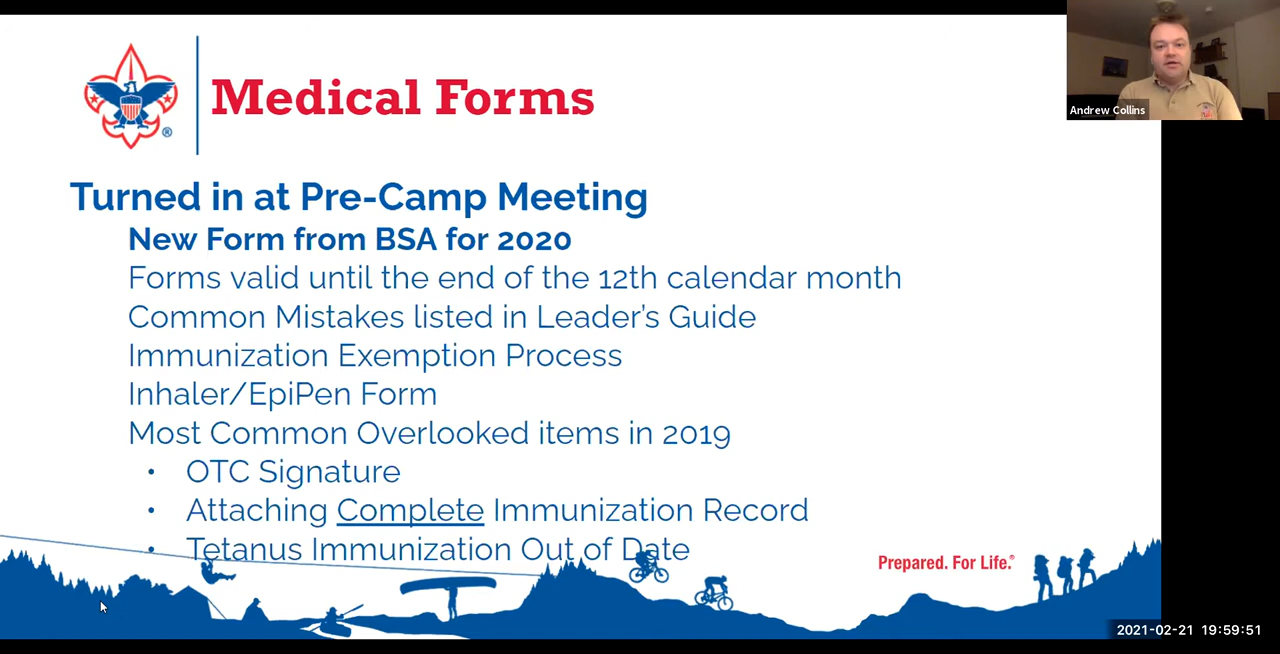 Medical Forms
Andrew Collins
Turned in at Pre-Camp Meeting
New Form from BSA for 2020
Forms valid until the end of the 12th calendar month
Common Mistakes listed in Leader's Guide
Immunization Exemption Process
Inhaler/EpiPen Form
Most Common Overlooked items in 2019
• OTC Signature
• Attaching Complete Immunization Record
• Tetanus Immunization Out of Date
Prepared. For Life.®
2021-02-21 19:59:51